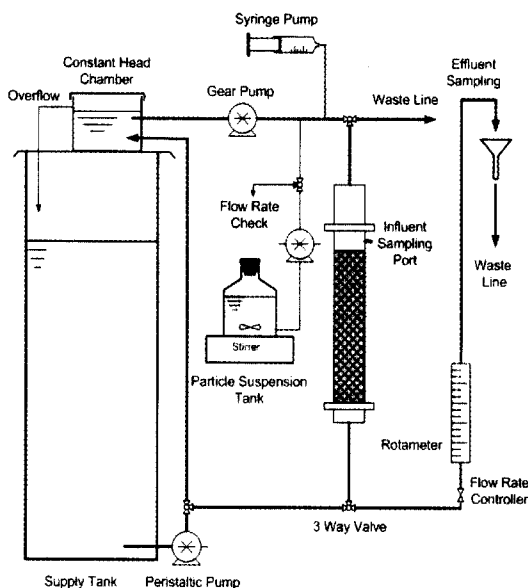 Syringe Pump
Constant Head
Chamber
Effluent
Sampling
Overflow
Gear Pump
Waste Line
Flow Rate
Check
Influent
Sampling
Port
Waste
Line
Stirrer
Particle Suspension
Tank
Rotameter
Flow Rate
Controller
3 Way Valve
Supply Tank
Peristaltic Pump